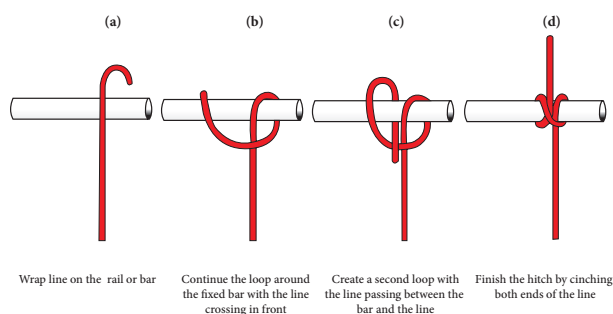 (a) (b) (c) (d)
Wrap line on the rail or bar
Continue the loop around
the fixed bar with the line
crossing in front
Create a second loop with
the line passing between the
bar and the line
Finish the hitch by cinching
both ends of the line